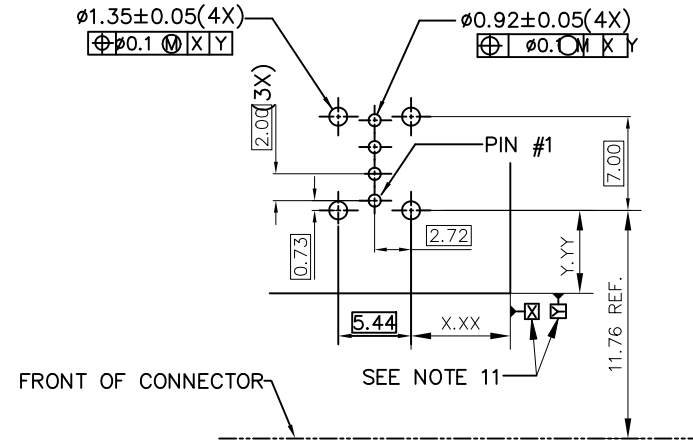 ø1.35±0.05(4X)
⌖ ø0.1 Ⓜ X Y
ø0.92±0.05(4X)
⌖ ø0.1 Ⓜ X Y
2.00(3X)
PIN #1
7.00
0.73
2.72
Y.YY
5.44
X.XX
X
Y
11.76 REF.
FRONT OF CONNECTOR
SEE NOTE 11